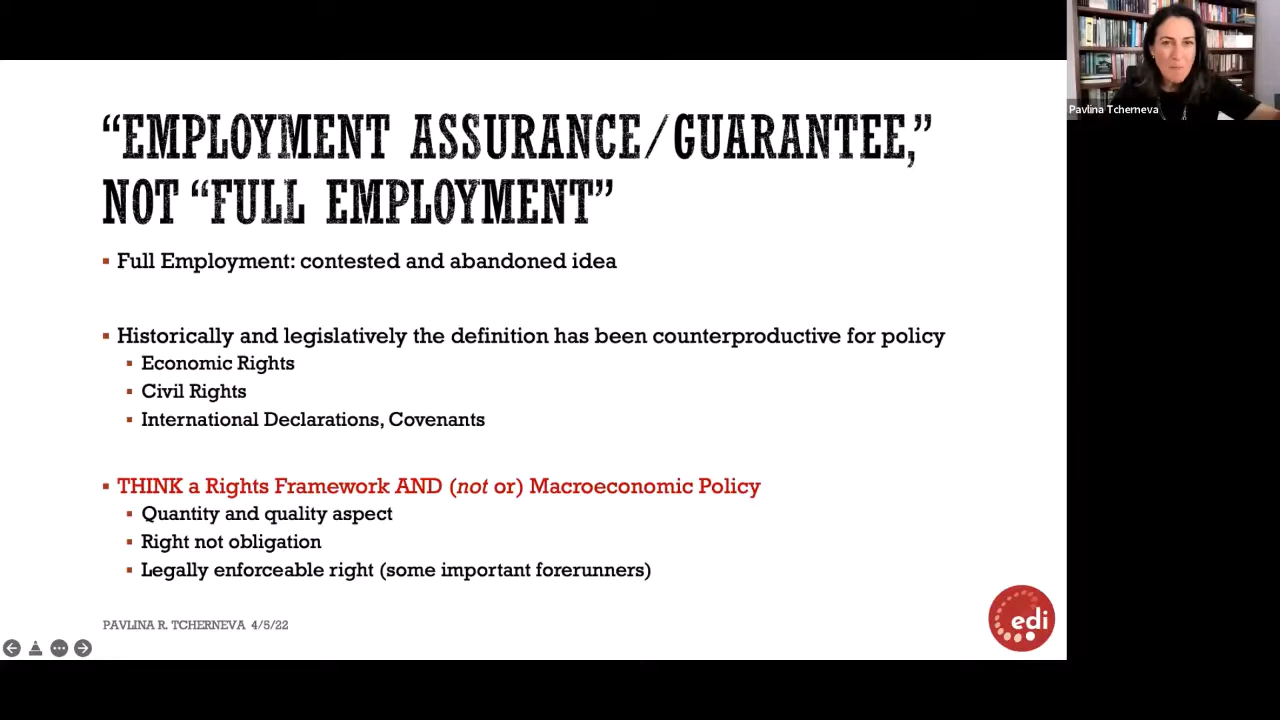 Pavlina Tcherneva
“EMPLOYMENT ASSURANCE/GUARANTEE,”
NOT “FULL EMPLOYMENT”
▪ Full Employment: contested and abandoned idea
▪ Historically and legislatively the definition has been counterproductive for policy
▪ Economic Rights
▪ Civil Rights
▪ International Declarations, Covenants
▪ THINK a Rights Framework AND (not or) Macroeconomic Policy
▪ Quantity and quality aspect
▪ Right not obligation
▪ Legally enforceable right (some important forerunners)
PAVLINA R. TCHERNEVA 4/5/22
edi